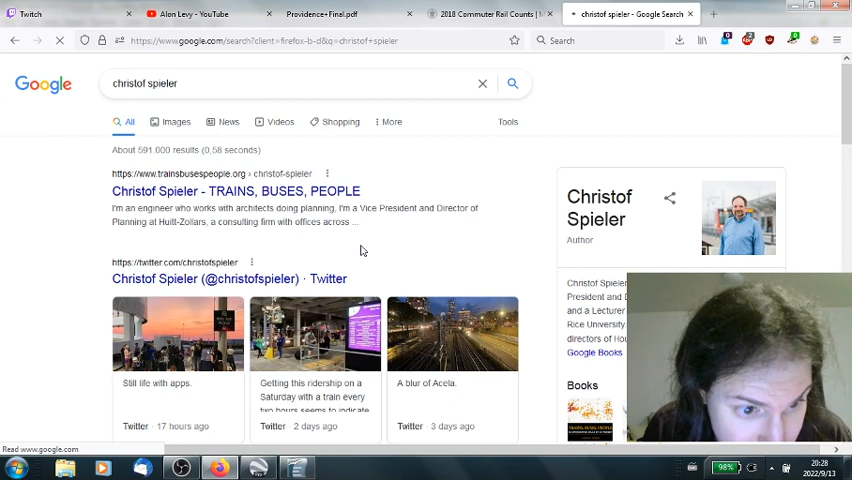 Twitch
Alon Levy - YouTube
Providence+Final.pdf
2018 Commuter Rail Counts | M
christof spieler - Google Search
https://www.google.com/search?client=firefox-b-d&q=christof+spieler
Search
Google
christof spieler
All
Images
News
Videos
Shopping
More
Tools
About 591.000 results (0,58 seconds)
https://www.trainsbusespeople.org › christof-spieler
Christof Spieler - TRAINS, BUSES, PEOPLE
I'm an engineer who works with architects doing planning, I'm a Vice President and Director of
Planning at Huitt-Zollars, a consulting firm with offices across ...
https://twitter.com/christofspieler
Christof Spieler (@christofspieler) · Twitter
Still life with apps.
Twitter · 17 hours ago
Getting this ridership on a
Saturday with a train every
two hours seems to indicate
Twitter · 2 days ago
A blur of Acela.
Twitter · 3 days ago
Christof
Spieler
Author
Christof Spieler
President and D
and a Lecturer
Rice University.
directors of Hou
Google Books
Books
Read www.google.com
98%
20:28
2022/9/13